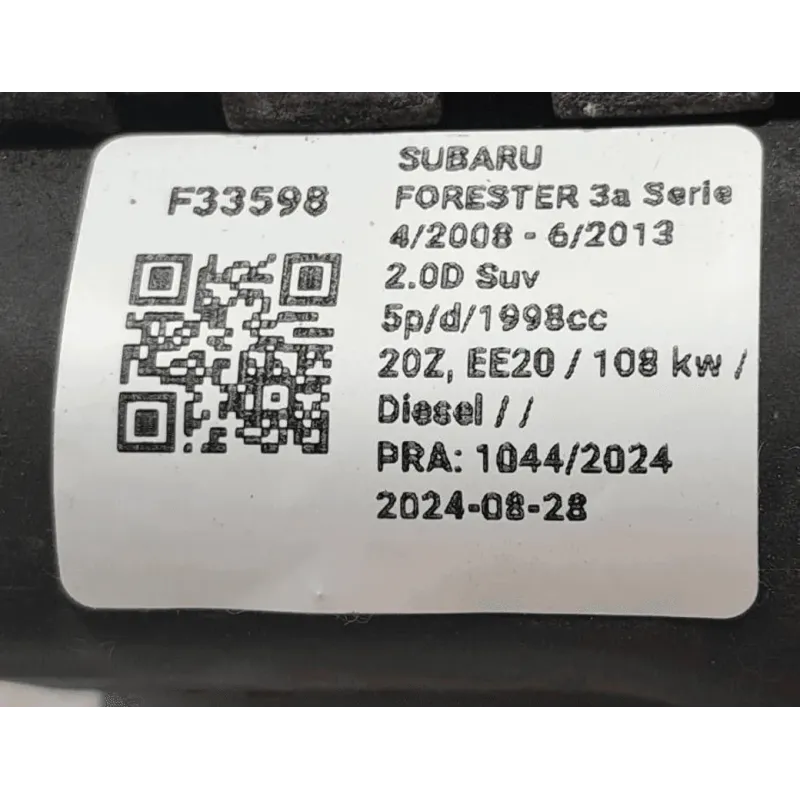 F33598
SUBARU
FORESTER 3a Serie
4/2008 - 6/2013
2.0D Suv
5p/d/1998cc
20Z, EE20 / 108 kw /
Diesel / /
PRA: 1044/2024
2024-08-28